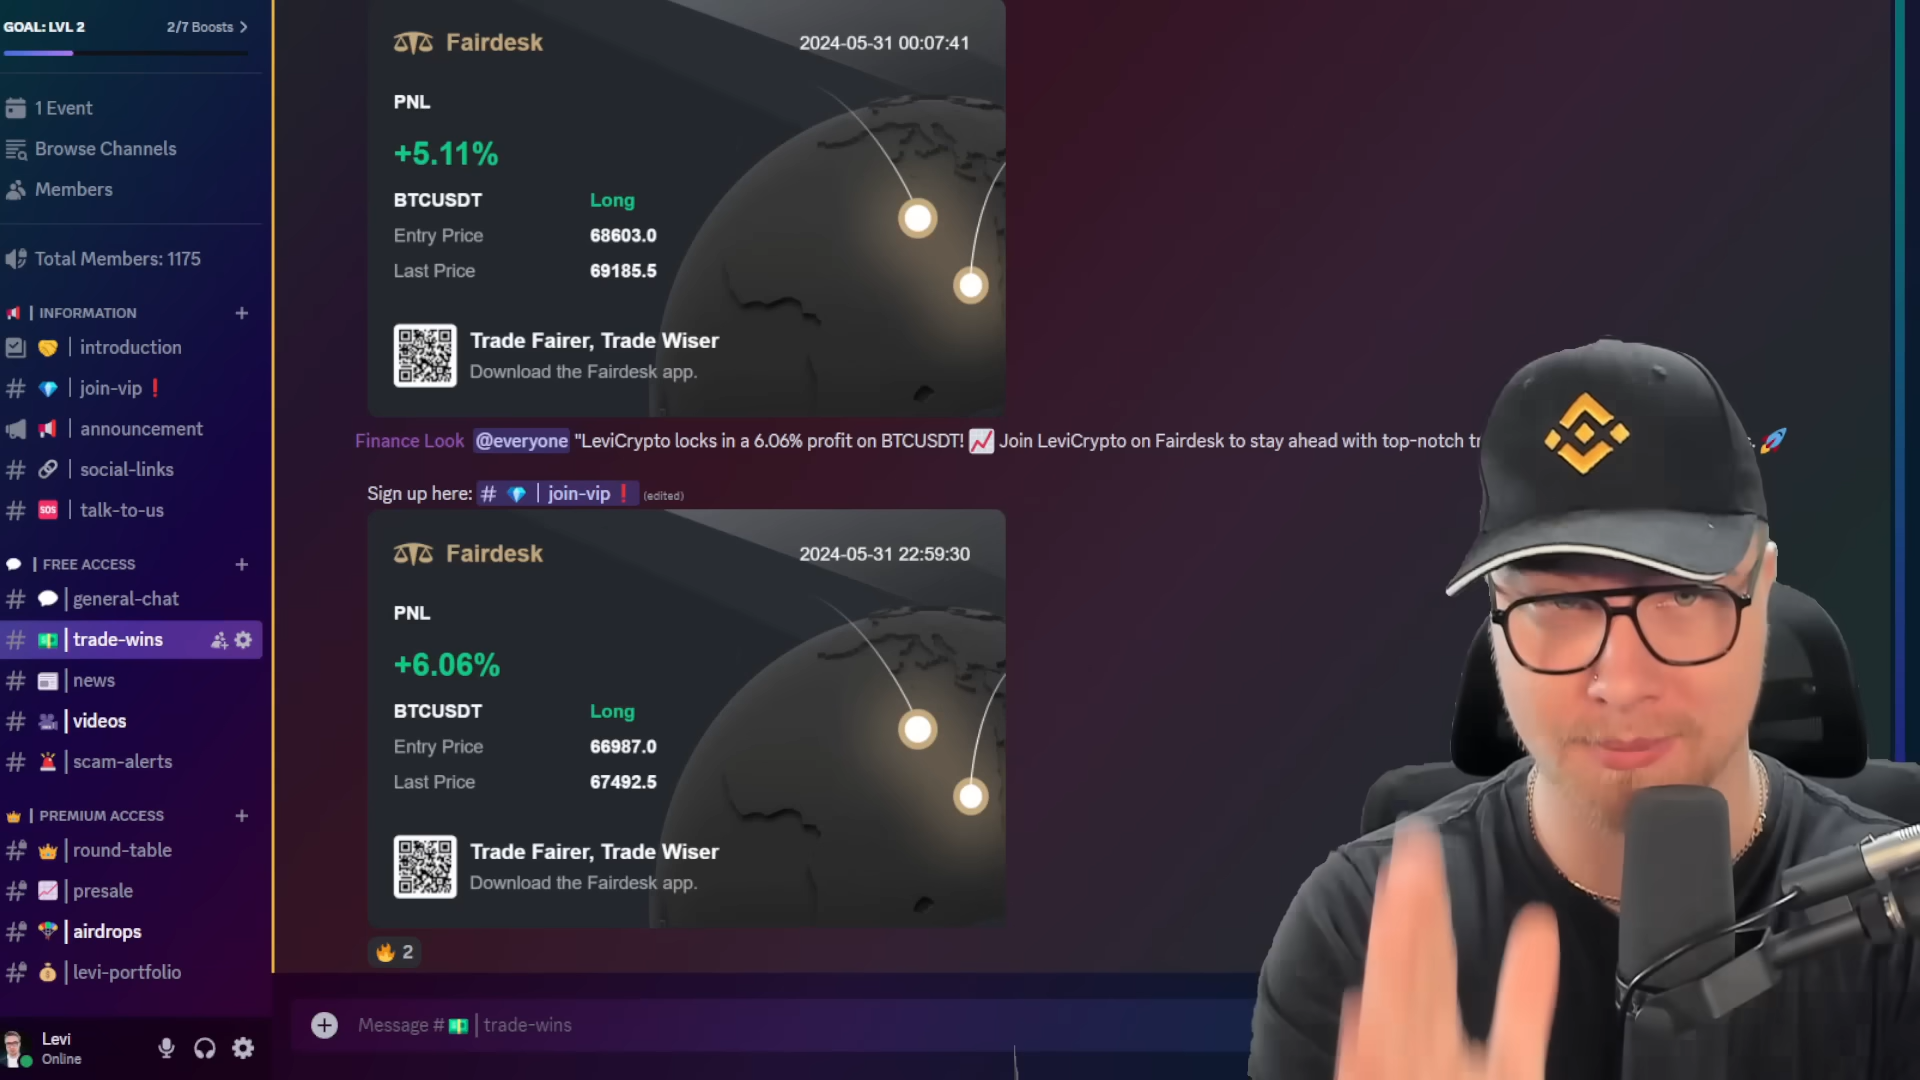 GOAL: LVL 2
2/7 Boosts
1 Event
Browse Channels
Members
Total Members: 1175
INFORMATION
introduction
join-vip❗
announcement
social-links
SOS talk-to-us
FREE ACCESS
general-chat
trade-wins
news
videos
scam-alerts
PREMIUM ACCESS
round-table
presale
airdrops
levi-portfolio
Levi
Online
Fairdesk
2024-05-31 00:07:41
PNL
+5.11%
BTCUSDT Long
Entry Price 68603.0
Last Price 69185.5
Trade Fairer, Trade Wiser
Download the Fairdesk app.
Finance Look @everyone "LeviCrypto locks in a 6.06% profit on BTCUSDT! 📈 Join LeviCrypto on Fairdesk to stay ahead with top-notch
Sign up here: # 💎 | join-vip❗ (edited)
Fairdesk
2024-05-31 22:59:30
PNL
+6.06%
BTCUSDT Long
Entry Price 66987.0
Last Price 67492.5
Trade Fairer, Trade Wiser
Download the Fairdesk app.
🔥 2
Message # 💵 | trade-wins